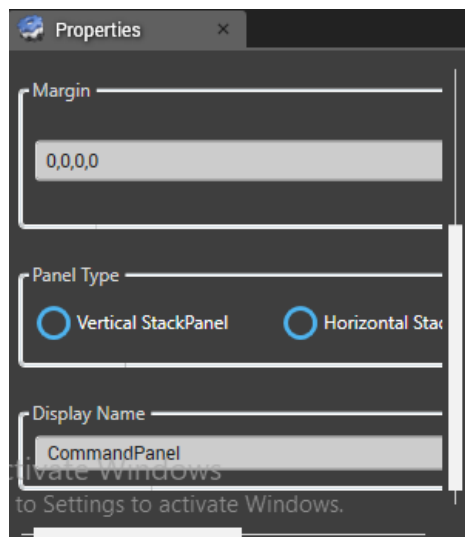 Properties
Margin
0,0,0,0
Panel Type
Vertical StackPanel Horizontal Stac
Display Name
CommandPanel
ctivate Windows
to Settings to activate Windows.